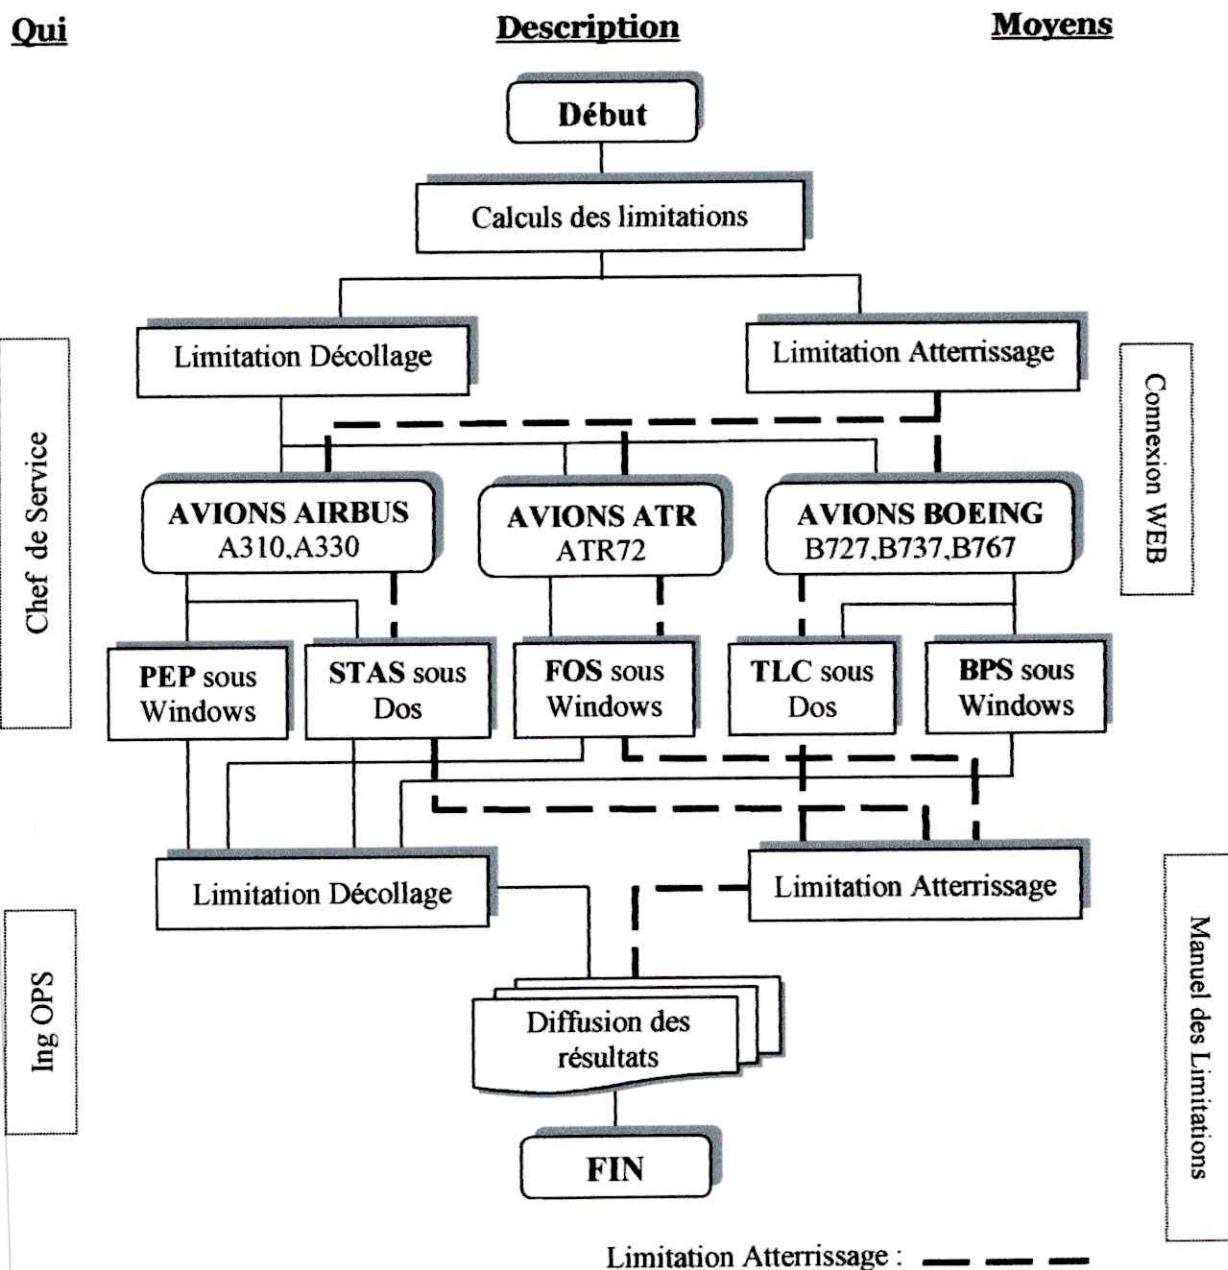 Qui
Description
Moyens
Début
Calculs des limitations
Limitation Décollage
Limitation Atterrissage
Chef de Service
Connexion WEB
AVIONS AIRBUS
A310,A330
AVIONS ATR
ATR72
AVIONS BOEING
B727,B737,B767
PEP sous
Windows
STAS sous
Dos
FOS sous
Windows
TLC sous
Dos
BPS sous
Windows
Limitation Décollage
Limitation Atterrissage
Ing OPS
Manuel des Limitations
Diffusion des
résultats
FIN
Limitation Atterrissage :